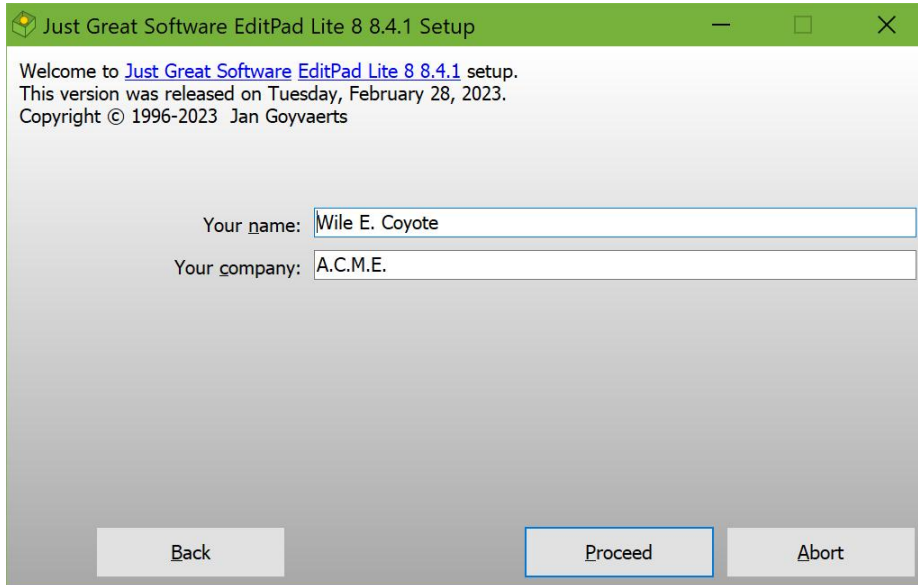 Just Great Software EditPad Lite 8 8.4.1 Setup
Welcome to Just Great Software EditPad Lite 8 8.4.1 setup.
This version was released on Tuesday, February 28, 2023.
Copyright © 1996-2023  Jan Goyvaerts
Your name: Wile E. Coyote
Your company: A.C.M.E.
Back Proceed Abort